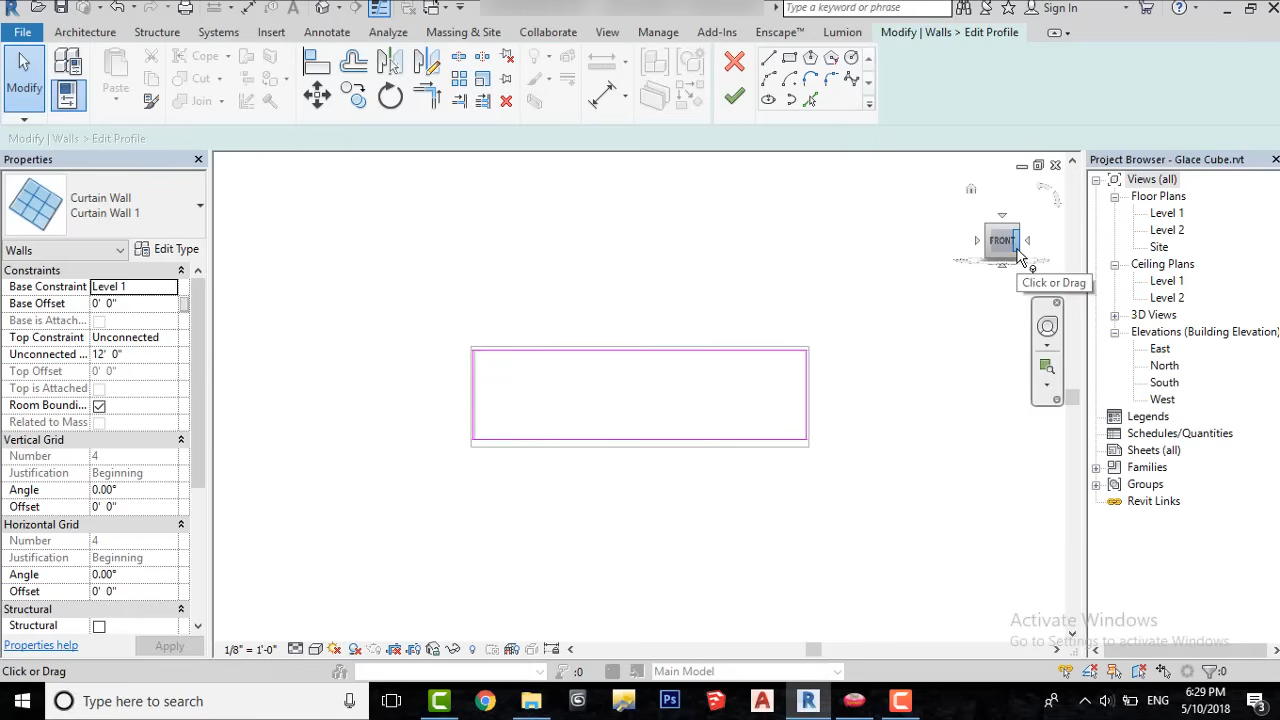 Type a keyword or phrase
Sign In
File
Architecture
Structure
Systems
Insert
Annotate
Analyze
Massing & Site
Collaborate
View
Manage
Add-Ins
Enscape™
Lumion
Modify | Walls > Edit Profile
Modify
Paste
Cope
Cut
Join
Modify | Walls > Edit Profile
Properties
Curtain Wall
Curtain Wall 1
Walls
Edit Type
Constraints
Base Constraint Level 1
Base Offset 0' 0"
Base is Attach...
Top Constraint Unconnected
Unconnected ... 12' 0"
Top Offset 0' 0"
Top is Attached
Room Boundi...
Related to Mass
Vertical Grid
Number 4
Justification Beginning
Angle 0.00°
Offset 0' 0"
Horizontal Grid
Number 4
Justification Beginning
Angle 0.00°
Offset 0' 0"
Structural
Structural
Properties help
Apply
FRONT
Click or Drag
Project Browser - Glace Cube.rvt
Views (all)
Floor Plans
Level 1
Level 2
Site
Ceiling Plans
Level 1
Level 2
3D Views
Elevations (Building Elevation)
East
North
South
West
Legends
Schedules/Quantities
Sheets (all)
Families
Groups
Revit Links
Activate Windows
Go to Settings to activate Windows.
1/8" = 1'-0"
Click or Drag
:0
Main Model
:0
Type here to search
Ps
ENG
6:29 PM
5/10/2018
3